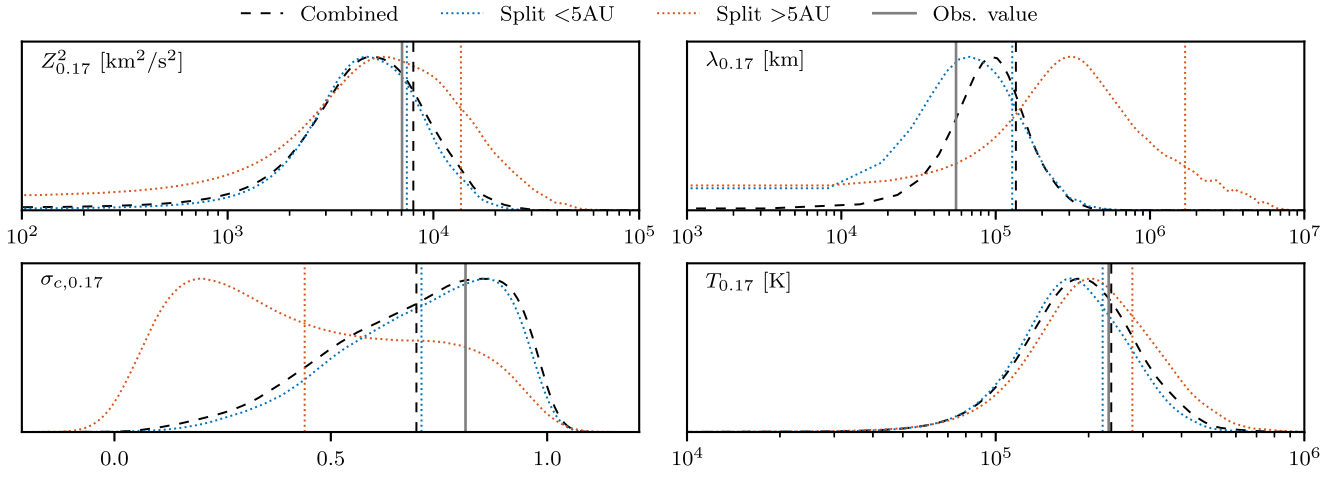 Combined Split <5AU Split >5AU Obs. value
Z²₀.₁₇ [km²/s²]
10² 10³ 10⁴ 10⁵
λ₀.₁₇ [km]
10³ 10⁴ 10⁵ 10⁶ 10⁷
σ_c,0.17
0.0 0.5 1.0
T₀.₁₇ [K]
10⁴ 10⁵ 10⁶